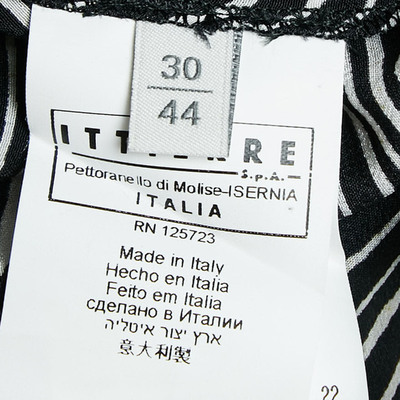 30
44
ITTIERRE
S.p.A.
Pettoranello di Molise-ISERNIA
ITALIA
RN 125723
Made in Italy
Hecho en Italia
Feito em Italia
сделано в Италии
ארץ יצור איטליה
意大利製
22